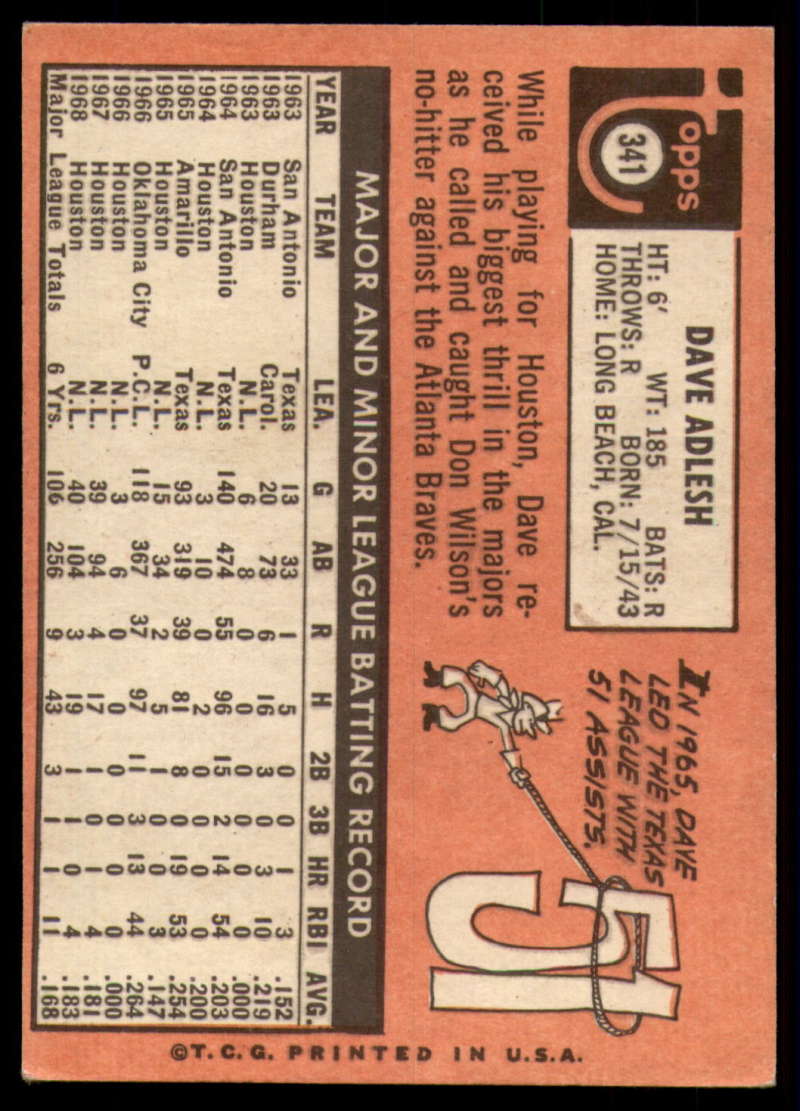 Topps
341
DAVE ADLESH
HT: 6' WT: 185 BATS: R
THROWS: R BORN: 7/15/43
HOME: LONG BEACH, CAL.
While playing for Houston, Dave re-
ceived his biggest thrill in the majors
as he called and caught Don Wilson's
no-hitter against the Atlanta Braves.
IN 1965, DAVE
LED THE TEXAS
LEAGUE WITH
51 ASSISTS.
51
MAJOR AND MINOR LEAGUE BATTING RECORD
YEAR TEAM LEA. G AB R H 2B 3B HR RBI AVG.
1963 San Antonio Texas 13 33 1 5 0 0 1 3 .152
1963 Durham Carol. 20 73 6 16 3 0 3 10 .219
1963 Houston N.L. 6 8 0 0 0 0 0 0 .000
1964 San Antonio Texas 140 474 55 96 15 2 14 54 .203
1964 Houston N.L. 3 10 0 2 0 0 0 0 .200
1965 Amarillo Texas 93 319 39 81 8 0 19 53 .254
1965 Houston N.L. 15 34 2 5 1 0 0 3 .147
1966 Oklahoma City P.C.L. 118 367 37 97 11 3 13 44 .264
1966 Houston N.L. 3 6 0 0 0 0 0 0 .000
1967 Houston N.L. 39 94 4 17 1 0 1 4 .181
1968 Houston N.L. 40 104 3 19 1 1 0 4 .183
Major League Totals 6 Yrs. 106 256 9 43 3 1 1 11 .168
©T.C.G. PRINTED IN U.S.A.